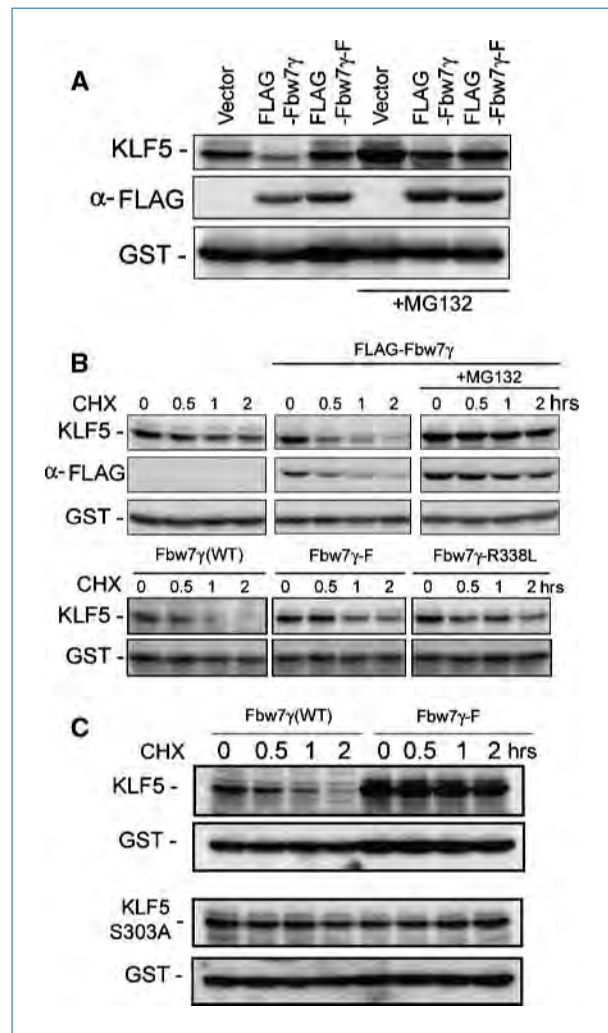 A
Vector
FLAG
-Fbw7γ
FLAG
-Fbw7γ-F
Vector
FLAG
-Fbw7γ
FLAG
-Fbw7γ-F
KLF5 -
α-FLAG
GST -
+MG132
B
FLAG-Fbw7γ
+MG132
CHX 0 0.5 1 2 0 0.5 1 2 0 0.5 1 2 hrs
KLF5 -
α-FLAG
GST -
Fbw7γ(WT) Fbw7γ-F Fbw7γ-R338L
CHX 0 0.5 1 2 0 0.5 1 2 0 0.5 1 2 hrs
KLF5 -
GST -
C
Fbw7γ(WT) Fbw7γ-F
CHX 0 0.5 1 2 0 0.5 1 2 hrs
KLF5 -
GST -
KLF5 -
S303A
GST -